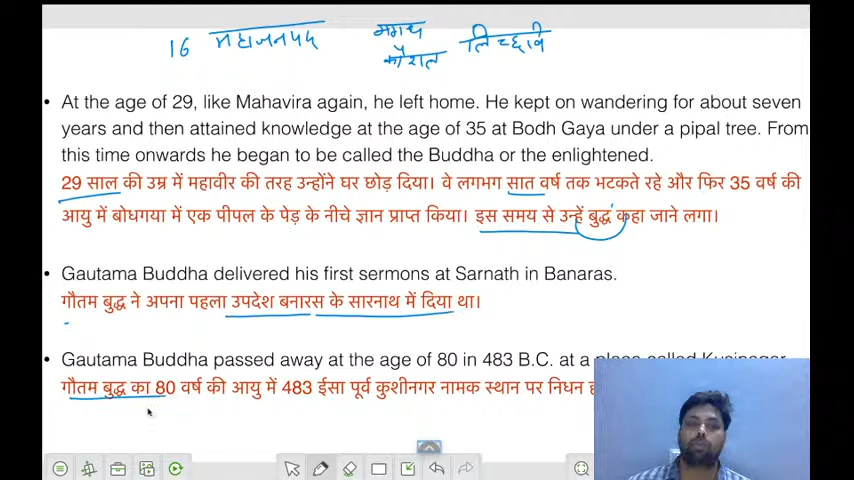 16 महाजनपद मगध लिच्छवि
कौशल
• At the age of 29, like Mahavira again, he left home. He kept on wandering for about seven
years and then attained knowledge at the age of 35 at Bodh Gaya under a pipal tree. From
this time onwards he began to be called the Buddha or the enlightened.
29 साल की उम्र में महावीर की तरह उन्होंने घर छोड़ दिया। वे लगभग सात वर्ष तक भटकते रहे और फिर 35 वर्ष की
आयु में बोधगया में एक पीपल के पेड़ के नीचे ज्ञान प्राप्त किया। इस समय से उन्हें बुद्ध कहा जाने लगा।
• Gautama Buddha delivered his first sermons at Sarnath in Banaras.
गौतम बुद्ध ने अपना पहला उपदेश बनारस के सारनाथ में दिया था।
• Gautama Buddha passed away at the age of 80 in 483 B.C. at a place called Kusinagar
गौतम बुद्ध का 80 वर्ष की आयु में 483 ईसा पूर्व कुशीनगर नामक स्थान पर निधन